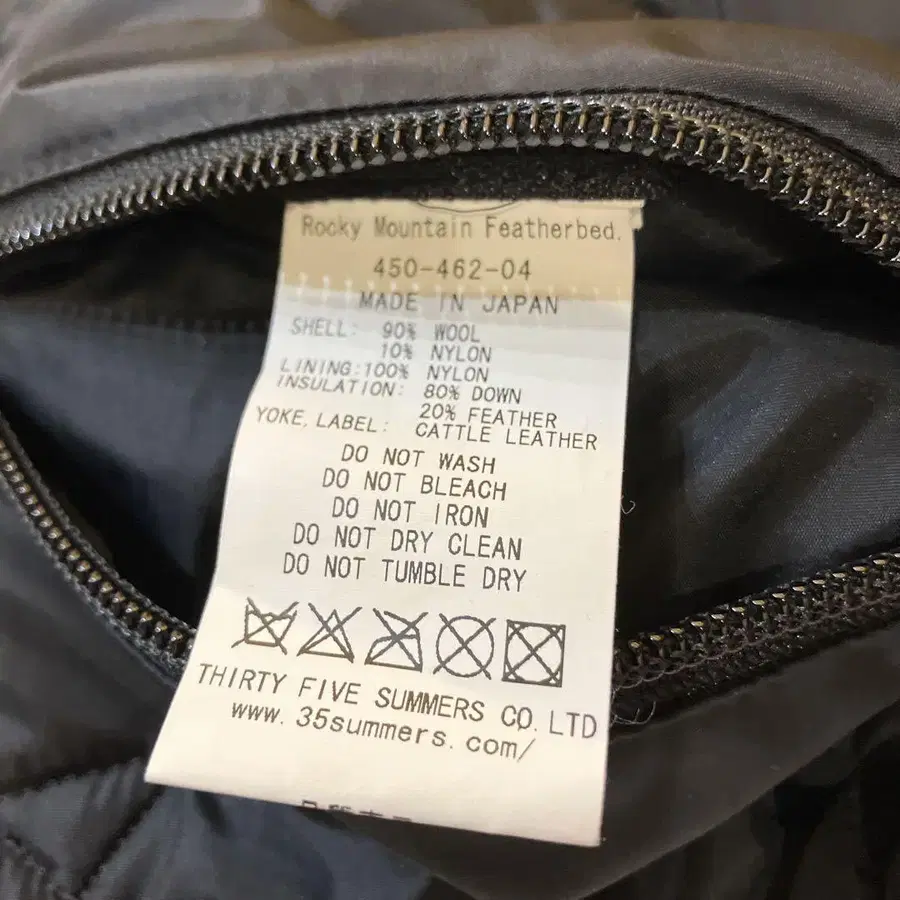 Rocky Mountain Featherbed.
450-462-04
MADE IN JAPAN
SHELL: 90% WOOL
10% NYLON
LINING:100% NYLON
INSULATION: 80% DOWN
20% FEATHER
YOKE, LABEL: CATTLE LEATHER
DO NOT WASH
DO NOT BLEACH
DO NOT IRON
DO NOT DRY CLEAN
DO NOT TUMBLE DRY
THIRTY FIVE SUMMERS CO. LTD
www. 35summers. com/